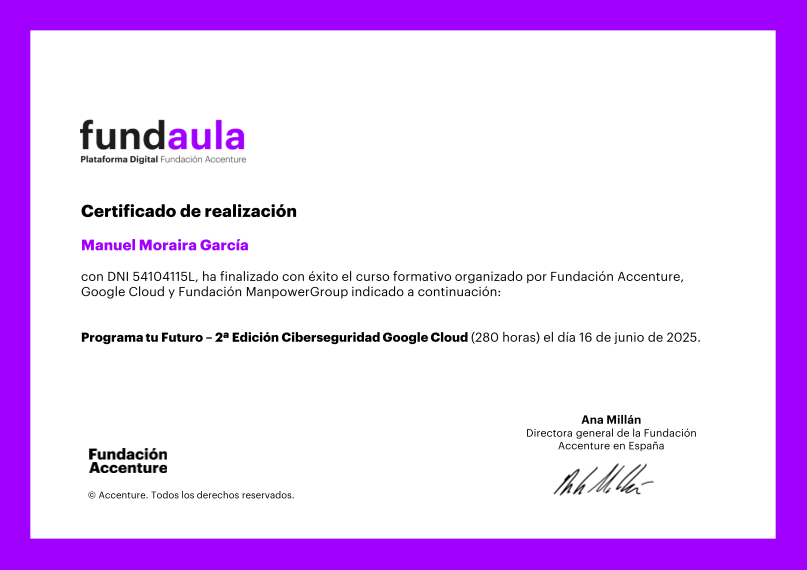 fundaula
Plataforma Digital Fundación Accenture
Certificado de realización
Manuel Moraira García
con DNI 54104115L, ha finalizado con éxito el curso formativo organizado por Fundación Accenture,
Google Cloud y Fundación ManpowerGroup indicado a continuación:
Programa tu Futuro – 2ª Edición Ciberseguridad Google Cloud (280 horas) el día 16 de junio de 2025.
Ana Millán
Directora general de la Fundación
Accenture en España
Fundación
Accenture
© Accenture. Todos los derechos reservados.